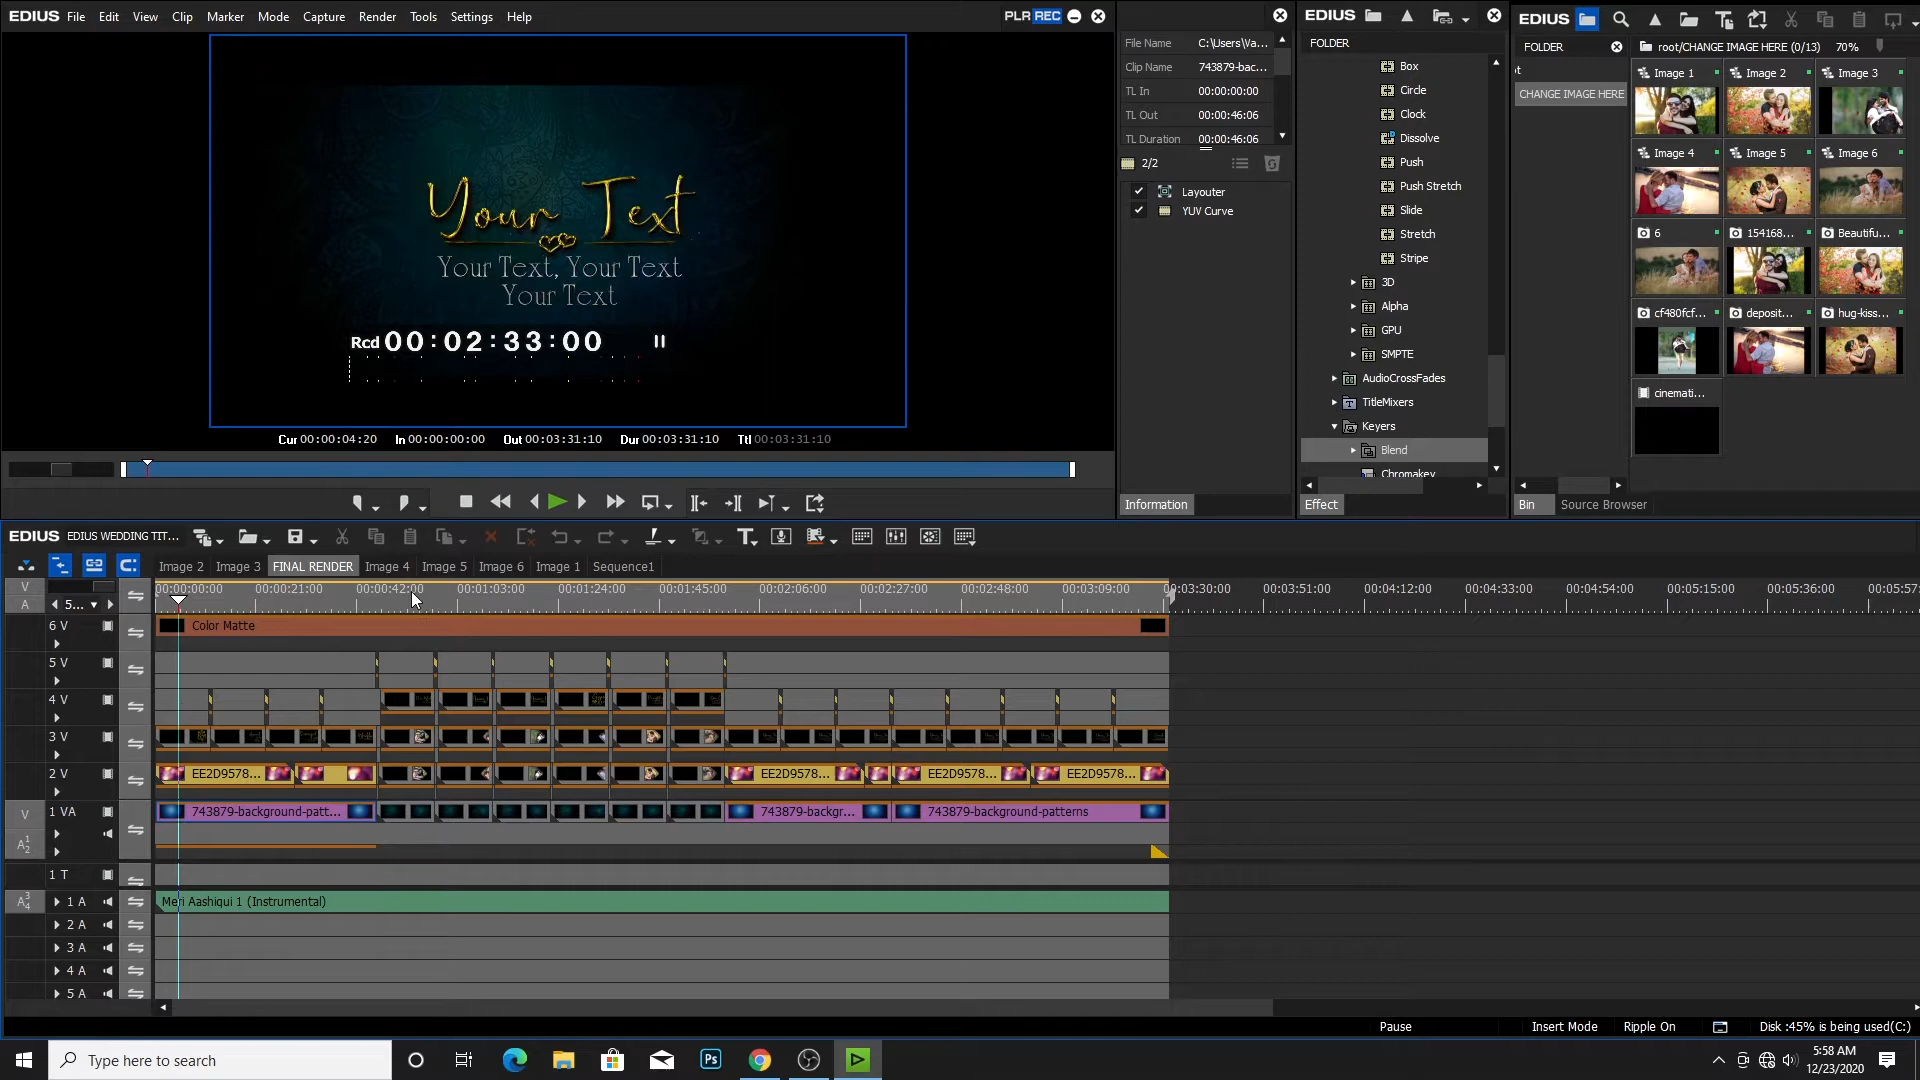 EDIUS File Edit View Clip Marker Mode Capture Render Tools Settings Help PLR REC
Your Text
Your Text, Your Text
Your Text
Rcd 00:02:33:00
Cur 00:00:04:20 In 00:00:00:00 Out 00:03:31:10 Dur 00:03:31:10 Ttl 00:03:31:10
File Name C:\Users\Va...
Clip Name 743879-bac...
TL In 00:00:00:00
TL Out 00:00:46:06
TL Duration 00:00:46:06
2/2
Layouter
YUV Curve
Information
EDIUS
FOLDER
Box
Circle
Clock
Dissolve
Push
Push Stretch
Slide
Stretch
Stripe
3D
Alpha
GPU
SMPTE
AudioCrossFades
TitleMixers
Keyers
Blend
Chromakey
Effect
EDIUS
FOLDER root/CHANGE IMAGE HERE (0/13) 70%
ot
CHANGE IMAGE HERE
Image 1 Image 2 Image 3
Image 4 Image 5 Image 6
6 154168... Beautifu...
cf480fcf... deposit... hug-kiss...
cinemati...
Bin Source Browser
EDIUS EDIUS WEDDING TIT...
Image 2 Image 3 FINAL RENDER Image 4 Image 5 Image 6 Image 1 Sequence1
V
A 5...
00:00:00:00 00:00:21:00 00:00:42:00 00:01:03:00 00:01:24:00 00:01:45:00 00:02:06:00 00:02:27:00 00:02:48:00 00:03:09:00 00:03:30:00 00:03:51:00 00:04:12:00 00:04:33:00 00:04:54:00 00:05:15:00 00:05:36:00 00:05:57:
6 V Color Matte
5 V
4 V
3 V
2 V EE2D9578... EE2D9578... EE2D9578... EE2D9578...
V 1 VA 743879-background-patt... 743879-backgr... 743879-background-patterns
A12
1 T
A34 1 A Meri Aashiqui 1 (Instrumental)
2 A
3 A
4 A
5 A
Pause Insert Mode Ripple On Disk :45% is being used(C:)
Type here to search
Ps
5:58 AM
12/23/2020